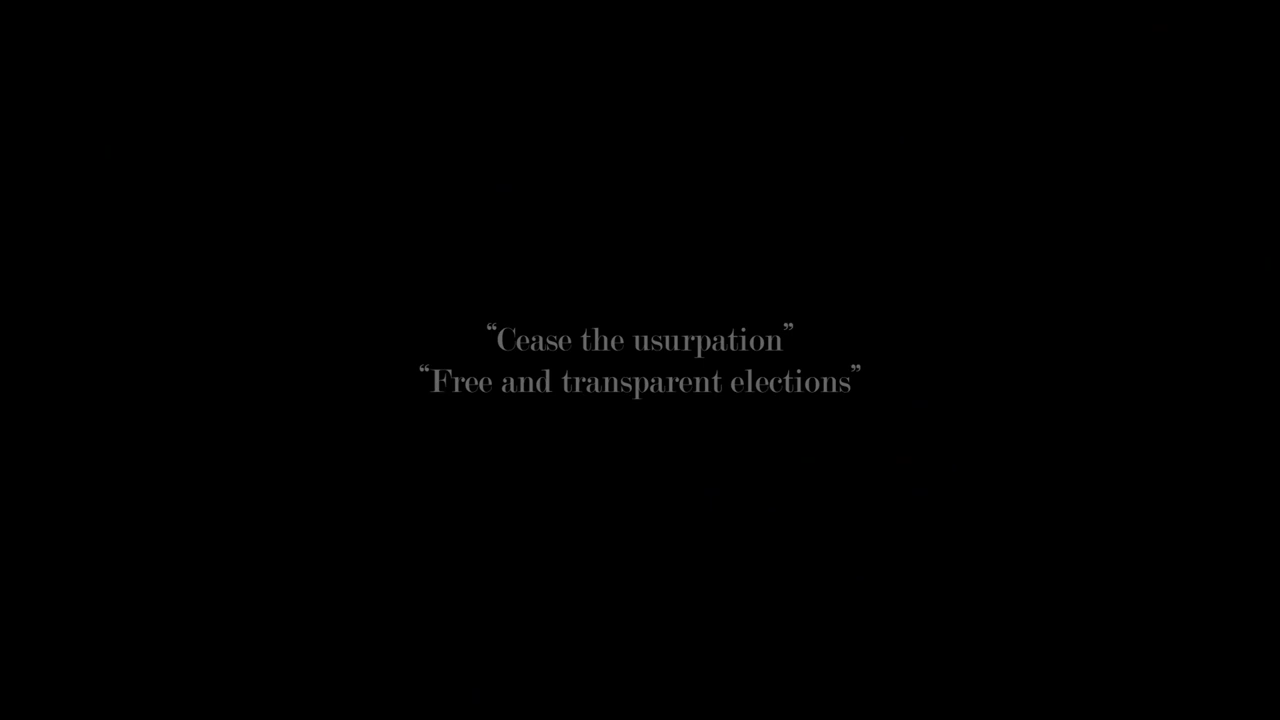 “Cease the usurpation”
“Free and transparent elections”